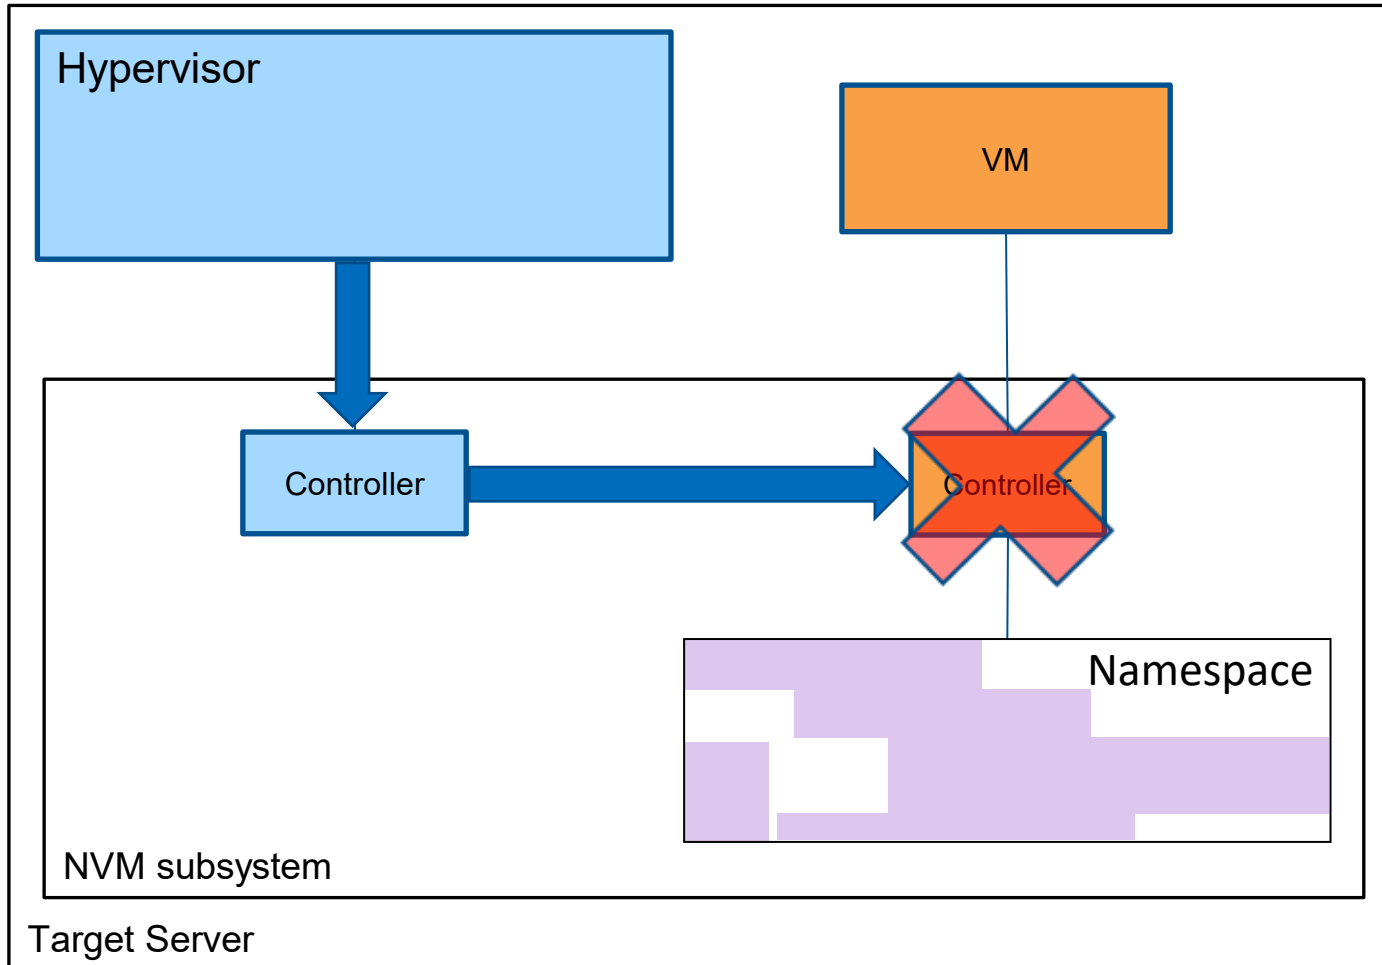 Hypervisor
VM
Controller
Controller
Namespace
NVM subsystem
Target Server